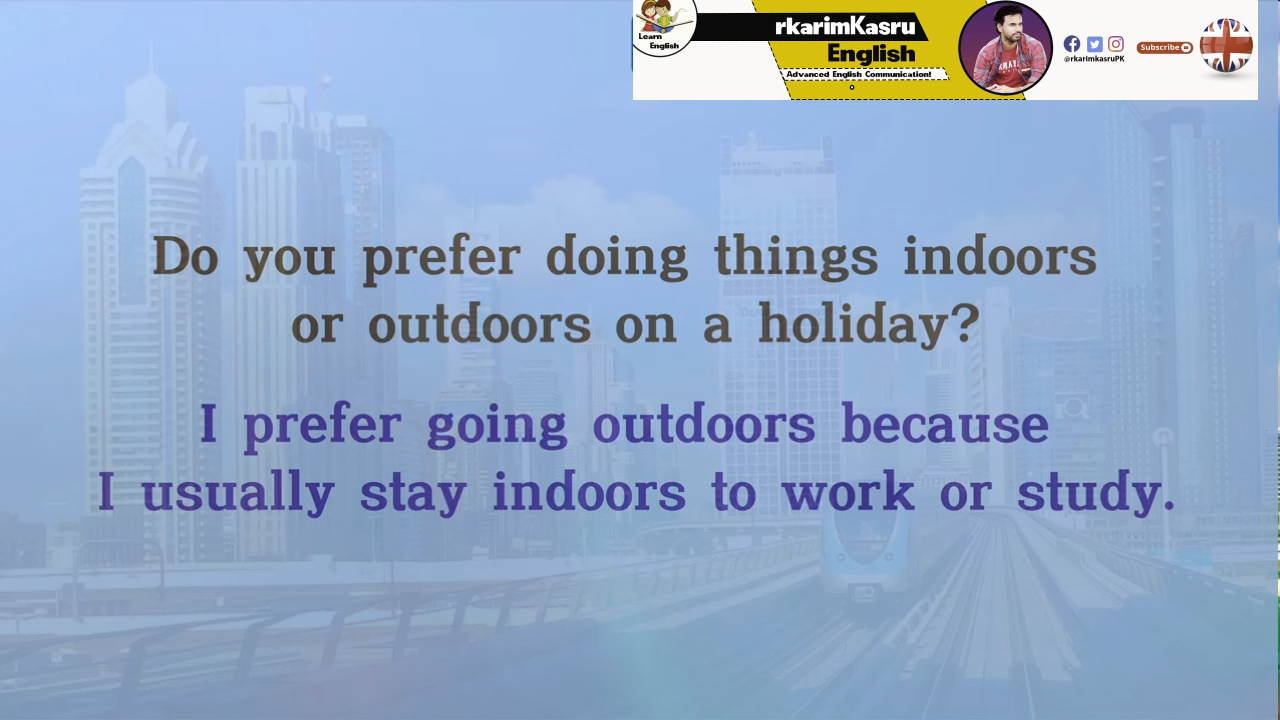 Learn
English
rkarimKasru
English
Advanced English Communication!
@rkarimkasruPK
Subscribe
Do you prefer doing things indoors
or outdoors on a holiday?
I prefer going outdoors because
I usually stay indoors to work or study.